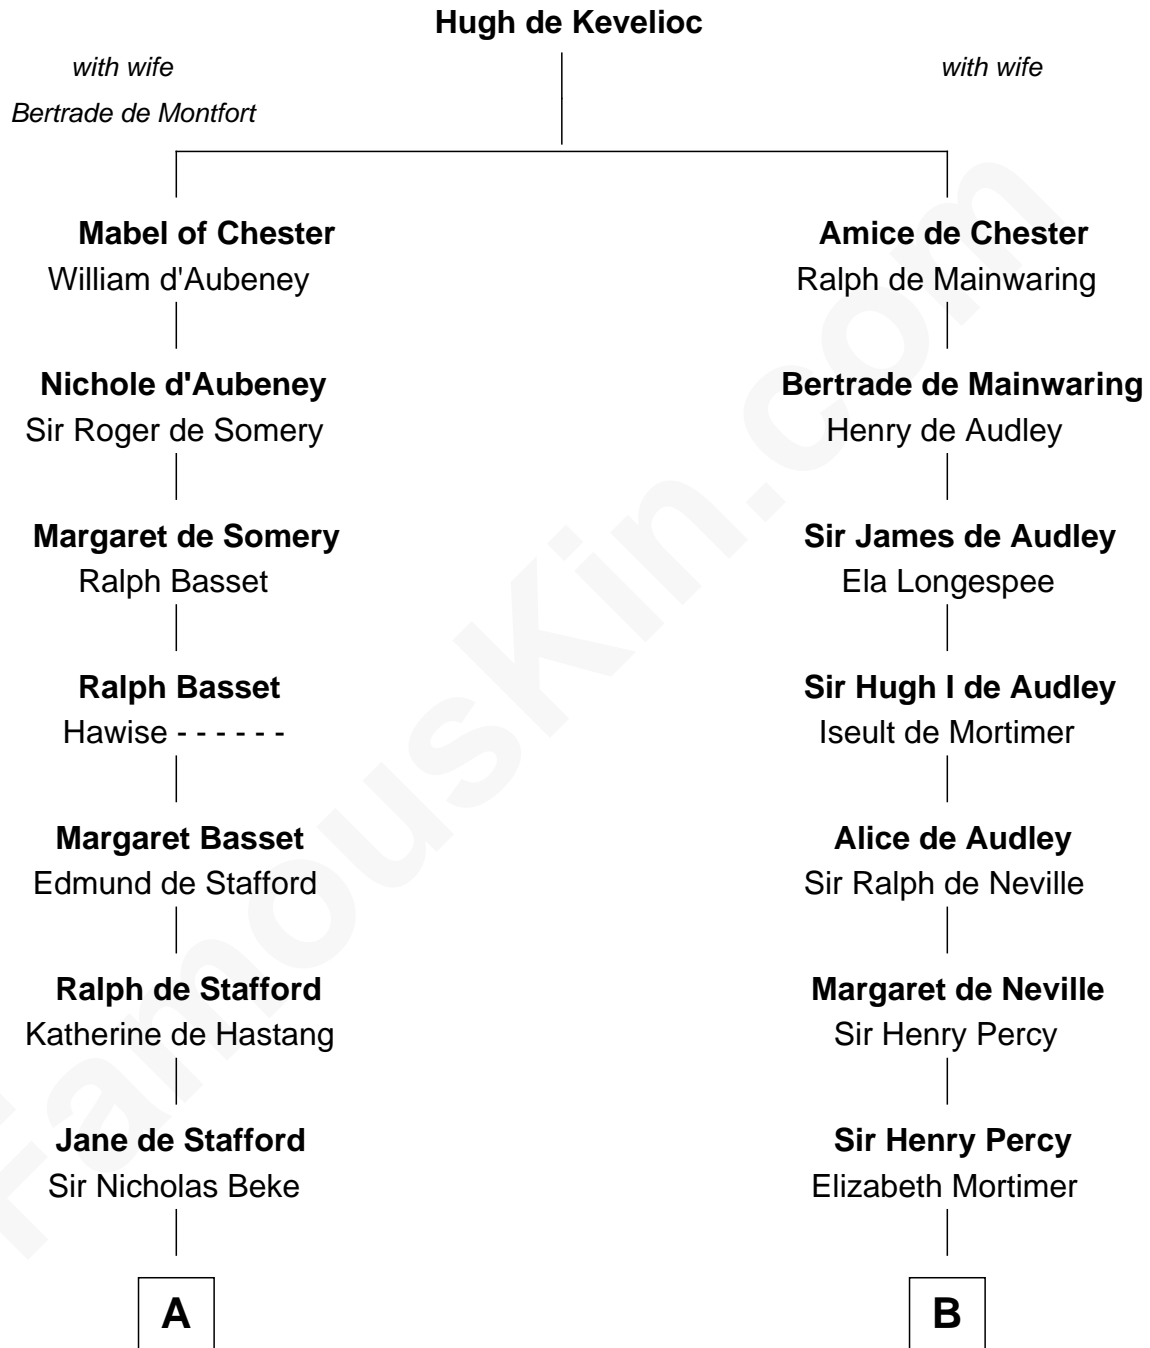 Hugh de Kevelioc
with wife
with wife
Bertrade de Montfort
Mabel of Chester
William d'Aubeney
Amice de Chester
Ralph de Mainwaring
Nichole d'Aubeney
Sir Roger de Somery
Bertrade de Mainwaring
Henry de Audley
Margaret de Somery
Ralph Basset
Sir James de Audley
Ela Longespee
Ralph Basset
Hawise - - - - - -
Sir Hugh I de Audley
Iseult de Mortimer
Margaret Basset
Edmund de Stafford
Alice de Audley
Sir Ralph de Neville
Ralph de Stafford
Katherine de Hastang
Margaret de Neville
Sir Henry Percy
Jane de Stafford
Sir Nicholas Beke
Sir Henry Percy
Elizabeth Mortimer
A
B
FamousKin.com